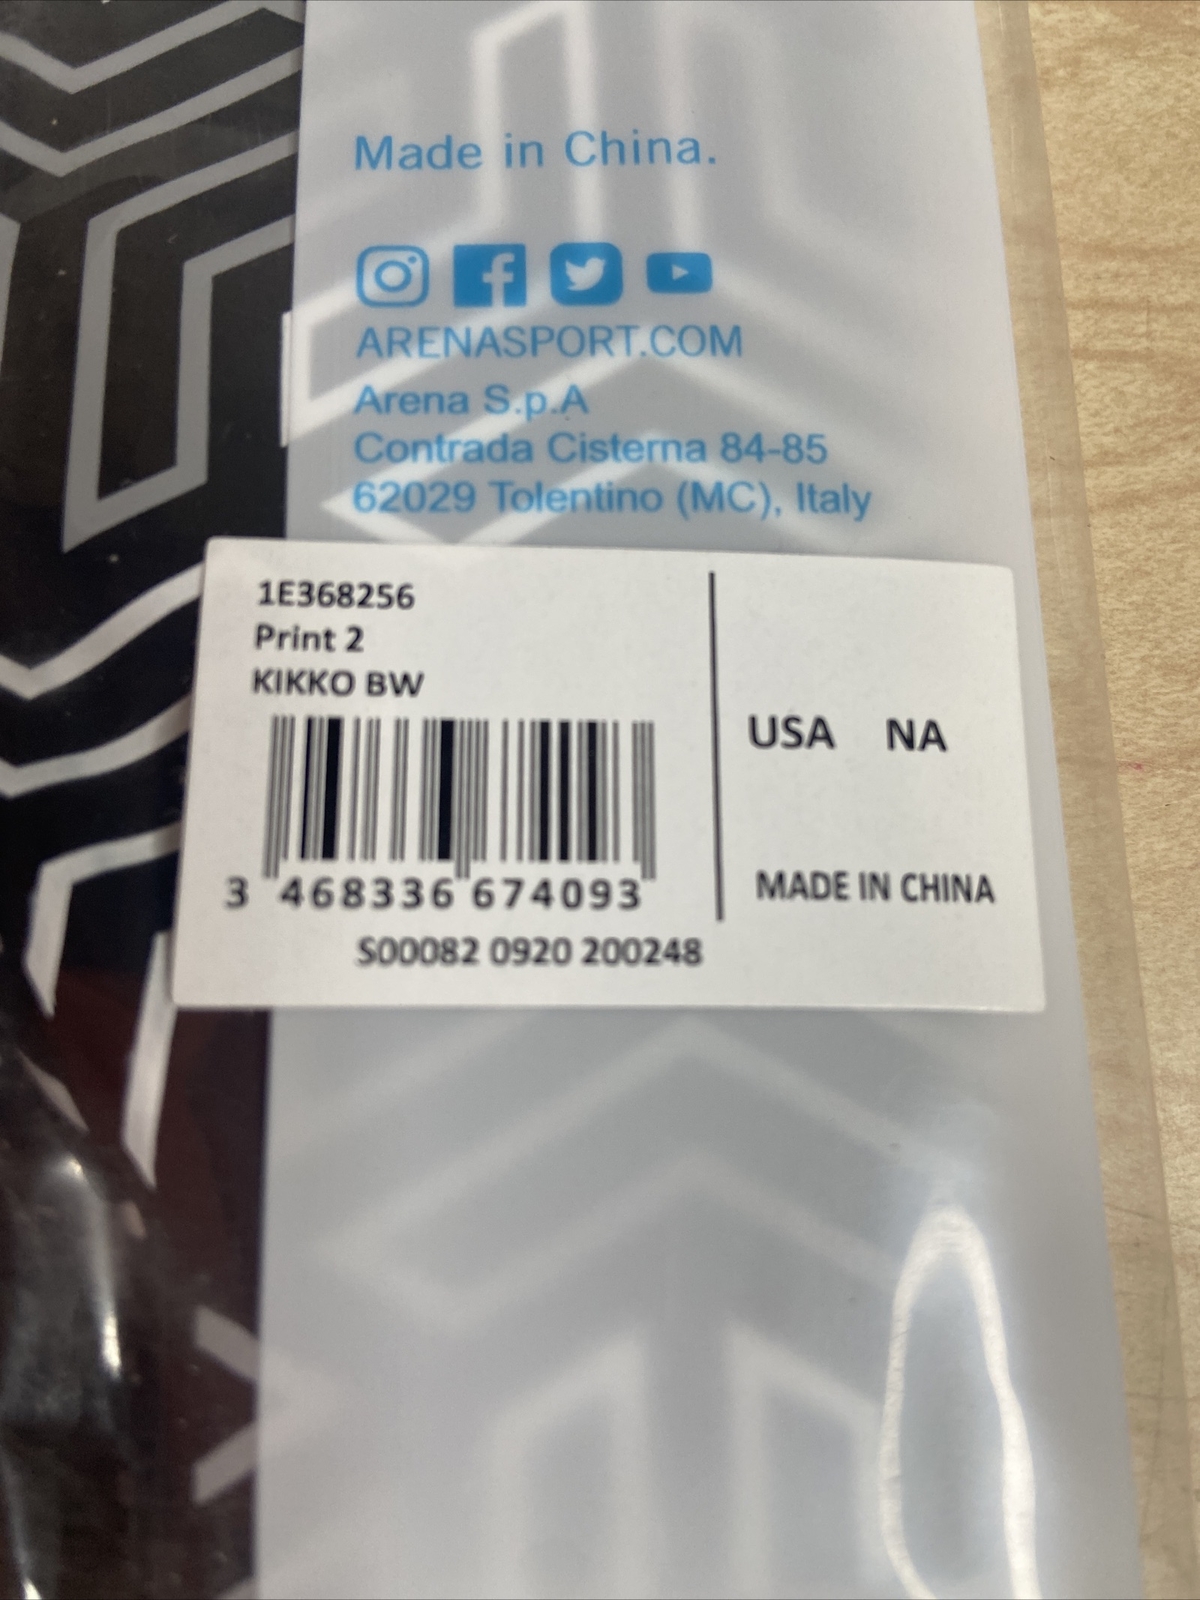 Made in China.
ARENASPORT.COM
Arena S.p.A
Contrada Cisterna 84-85
62029 Tolentino (MC), Italy
1E368256
Print 2
KIKKO BW
3 468336 674093
S00082 0920 200248
USA NA
MADE IN CHINA